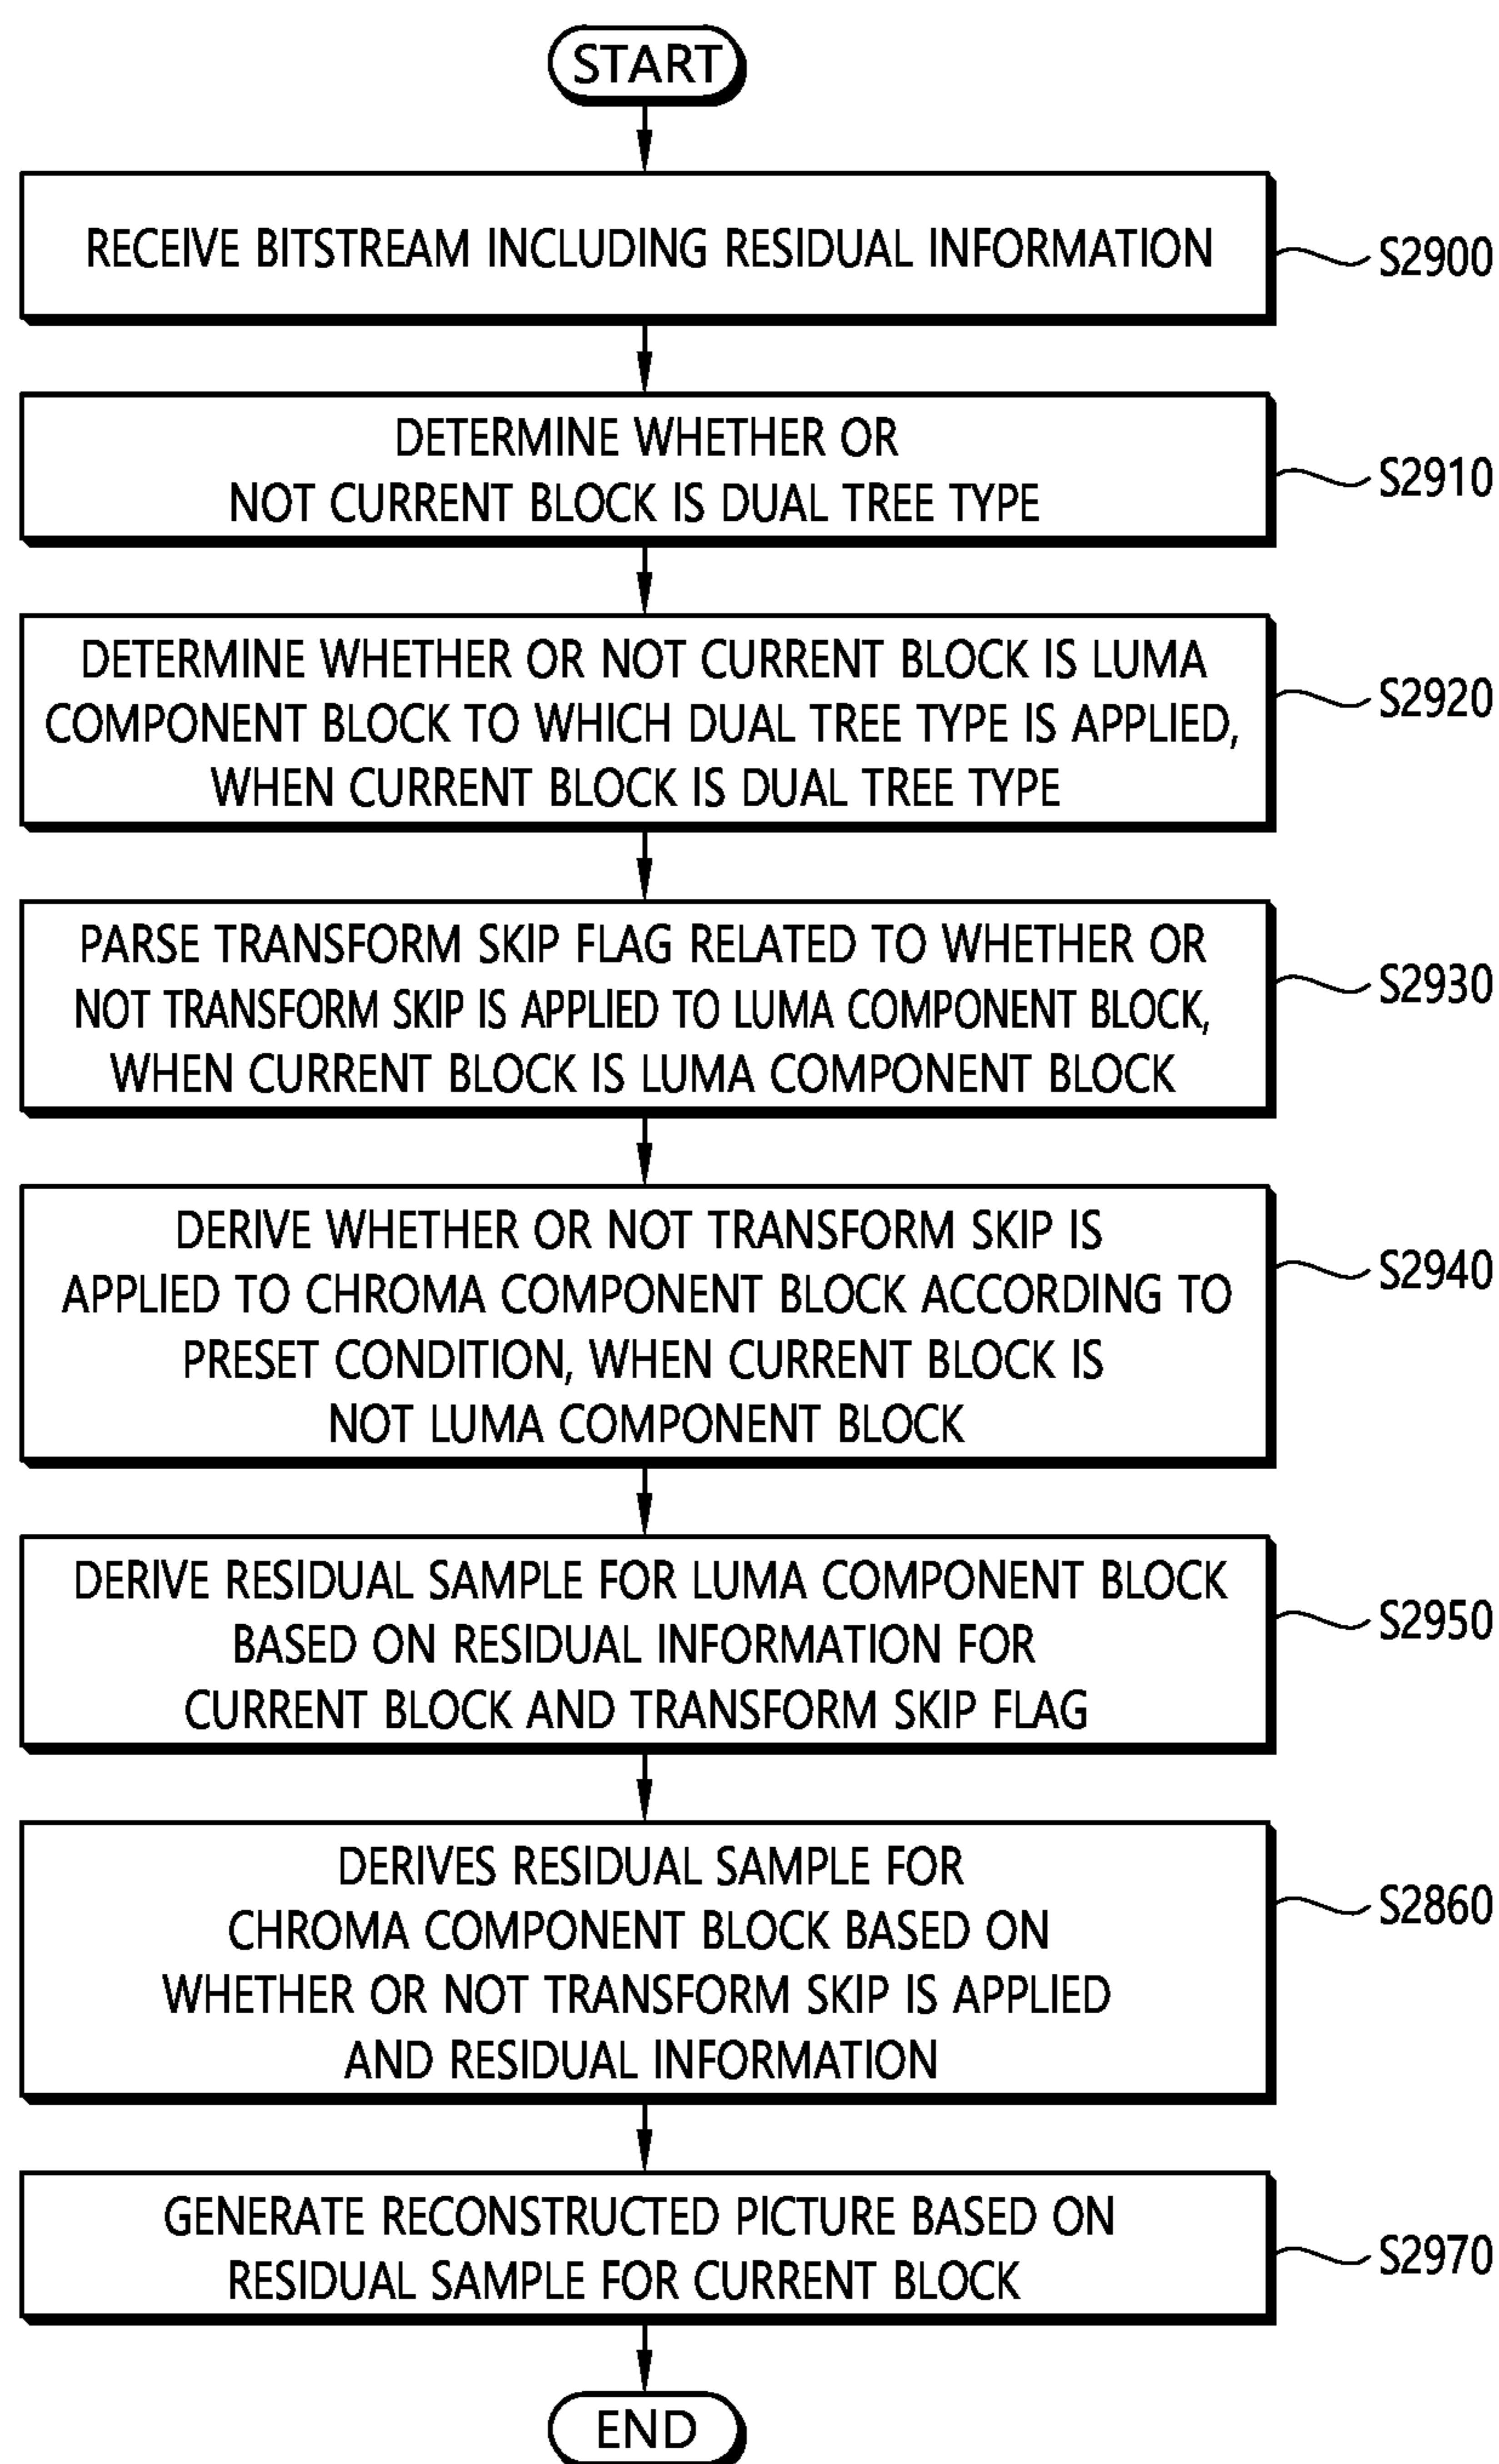 START
RECEIVE BITSTREAM INCLUDING RESIDUAL INFORMATION
S2900
DETERMINE WHETHER OR
NOT CURRENT BLOCK IS DUAL TREE TYPE
S2910
DETERMINE WHETHER OR NOT CURRENT BLOCK IS LUMA
COMPONENT BLOCK TO WHICH DUAL TREE TYPE IS APPLIED,
WHEN CURRENT BLOCK IS DUAL TREE TYPE
S2920
PARSE TRANSFORM SKIP FLAG RELATED TO WHETHER OR
NOT TRANSFORM SKIP IS APPLIED TO LUMA COMPONENT BLOCK,
WHEN CURRENT BLOCK IS LUMA COMPONENT BLOCK
S2930
DERIVE WHETHER OR NOT TRANSFORM SKIP IS
APPLIED TO CHROMA COMPONENT BLOCK ACCORDING TO
PRESET CONDITION, WHEN CURRENT BLOCK IS
NOT LUMA COMPONENT BLOCK
S2940
DERIVE RESIDUAL SAMPLE FOR LUMA COMPONENT BLOCK
BASED ON RESIDUAL INFORMATION FOR
CURRENT BLOCK AND TRANSFORM SKIP FLAG
S2950
DERIVES RESIDUAL SAMPLE FOR
CHROMA COMPONENT BLOCK BASED ON
WHETHER OR NOT TRANSFORM SKIP IS APPLIED
AND RESIDUAL INFORMATION
S2860
GENERATE RECONSTRUCTED PICTURE BASED ON
RESIDUAL SAMPLE FOR CURRENT BLOCK
S2970
END